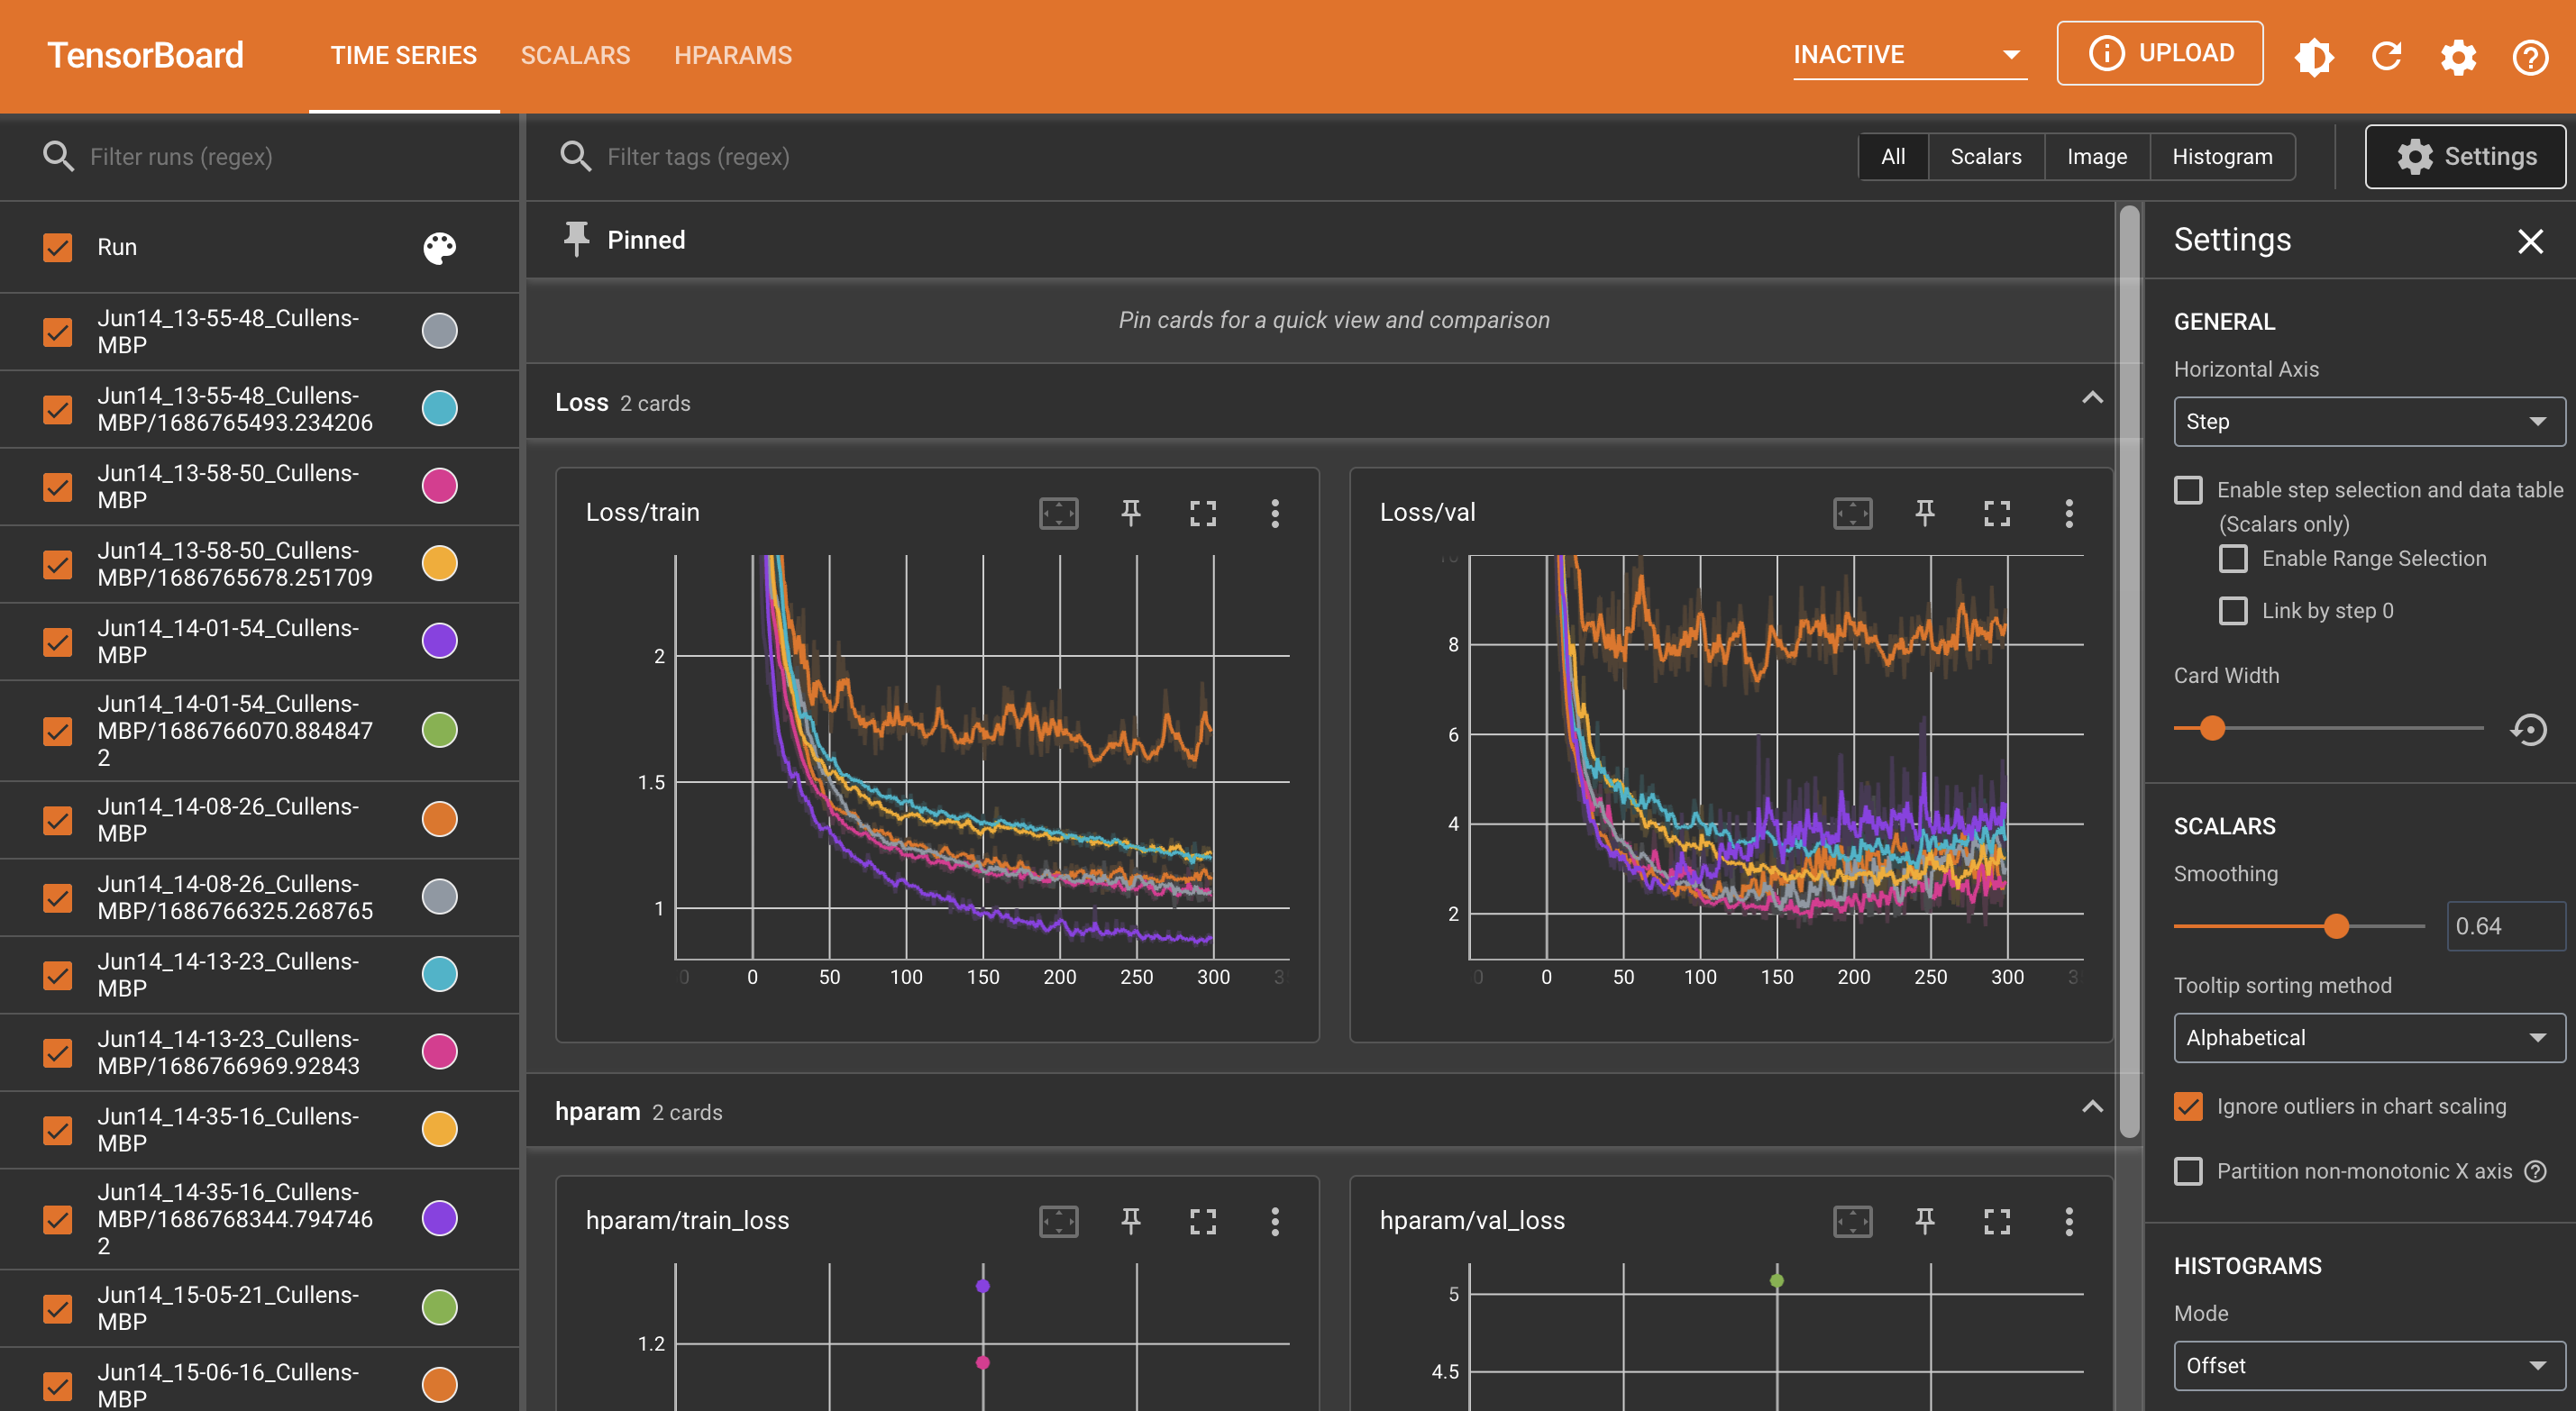 TensorBoard
TIME SERIES
SCALARS
HPARAMS
INACTIVE
UPLOAD
Filter runs (regex)
Filter tags (regex)
All
Scalars
Image
Histogram
Settings
Run
Jun14_13-55-48_Cullens-
MBP
Jun14_13-55-48_Cullens-
MBP/1686765493.234206
Jun14_13-58-50_Cullens-
MBP
Jun14_13-58-50_Cullens-
MBP/1686765678.251709
Jun14_14-01-54_Cullens-
MBP
Jun14_14-01-54_Cullens-
MBP/1686766070.884847
2
Jun14_14-08-26_Cullens-
MBP
Jun14_14-08-26_Cullens-
MBP/1686766325.268765
Jun14_14-13-23_Cullens-
MBP
Jun14_14-13-23_Cullens-
MBP/1686766969.92843
Jun14_14-35-16_Cullens-
MBP
Jun14_14-35-16_Cullens-
MBP/1686768344.794746
2
Jun14_15-05-21_Cullens-
MBP
Jun14_15-06-16_Cullens-
MBP
Pinned
Pin cards for a quick view and comparison
Loss 2 cards
Loss/train
2
1.5
1
0
0 50 100 150 200 250 300
Loss/val
8
6
4
2
0
0 50 100 150 200 250 300
hparam 2 cards
hparam/train_loss
1.2
hparam/val_loss
5
4.5
Settings
GENERAL
Horizontal Axis
Step
Enable step selection and data table
(Scalars only)
Enable Range Selection
Link by step 0
Card Width
SCALARS
Smoothing
0.64
Tooltip sorting method
Alphabetical
Ignore outliers in chart scaling
Partition non-monotonic X axis
HISTOGRAMS
Mode
Offset